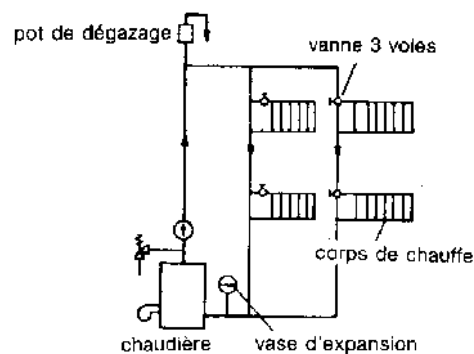 pot de dégazage
vanne 3 voies
corps de chauffe
chaudière
vase d'expansion